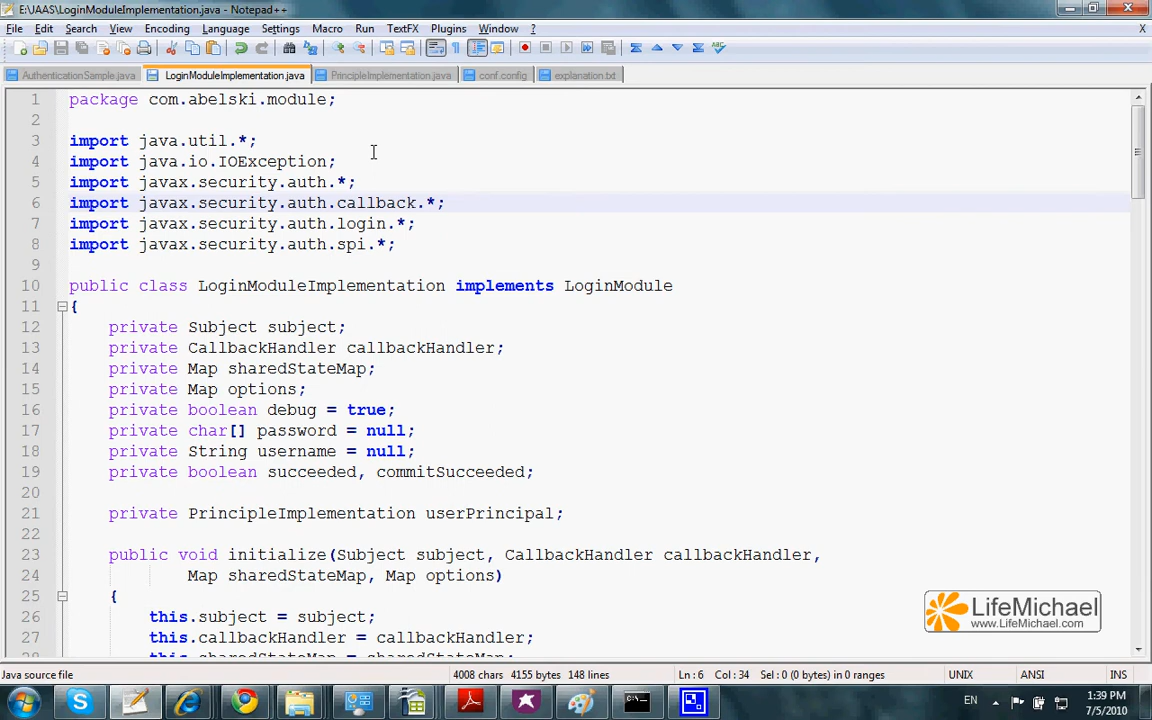 E:\JAAS\LoginModuleImplementation.java - Notepad++
File Edit Search View Encoding Language Settings Macro Run TextFX Plugins Window ? X
AuthenticationSample.java LoginModuleImplementation.java PrincipleImplementation.java conf.config explanation.txt
1 package com.abelski.module;
2
3 import java.util.*;
4 import java.io.IOException;
5 import javax.security.auth.*;
6 import javax.security.auth.callback.*;
7 import javax.security.auth.login.*;
8 import javax.security.auth.spi.*;
9
10 public class LoginModuleImplementation implements LoginModule
11 {
12 private Subject subject;
13 private CallbackHandler callbackHandler;
14 private Map sharedStateMap;
15 private Map options;
16 private boolean debug = true;
17 private char[] password = null;
18 private String username = null;
19 private boolean succeeded, commitSucceeded;
20
21 private PrincipleImplementation userPrincipal;
22
23 public void initialize(Subject subject, CallbackHandler callbackHandler,
24 Map sharedStateMap, Map options)
25 {
26 this.subject = subject;
27 this.callbackHandler = callbackHandler;
28 this.sharedStateMap = sharedStateMap;
LifeMichael
www.LifeMichael.com
Java source file 4008 chars 4155 bytes 148 lines Ln : 6 Col : 34 Sel : 0 (0 bytes) in 0 ranges UNIX ANSI INS
EN 1:39 PM
7/5/2010